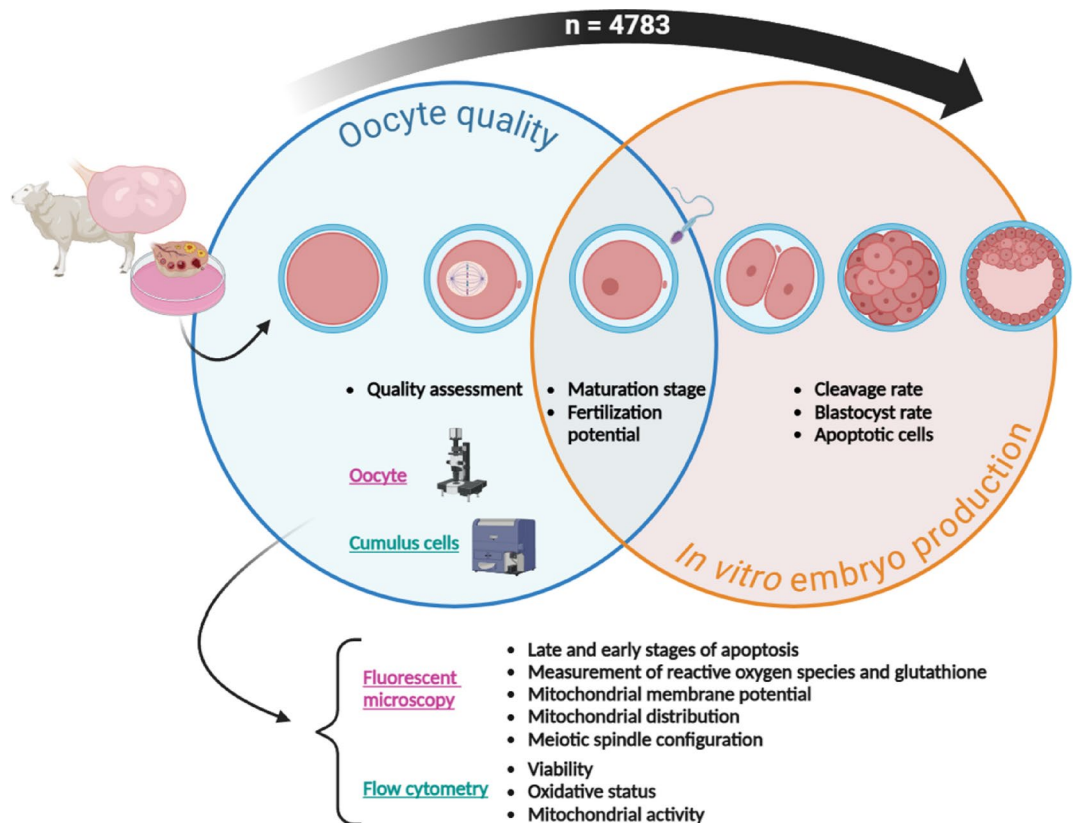 n = 4783
Oocyte quality
• Quality assessment
Oocyte
Cumulus cells
• Maturation stage
• Fertilization
potential
• Cleavage rate
• Blastocyst rate
• Apoptotic cells
In vitro embryo production
Fluorescent
microscopy
• Late and early stages of apoptosis
• Measurement of reactive oxygen species and glutathione
• Mitochondrial membrane potential
• Mitochondrial distribution
• Meiotic spindle configuration
Flow cytometry
• Viability
• Oxidative status
• Mitochondrial activity